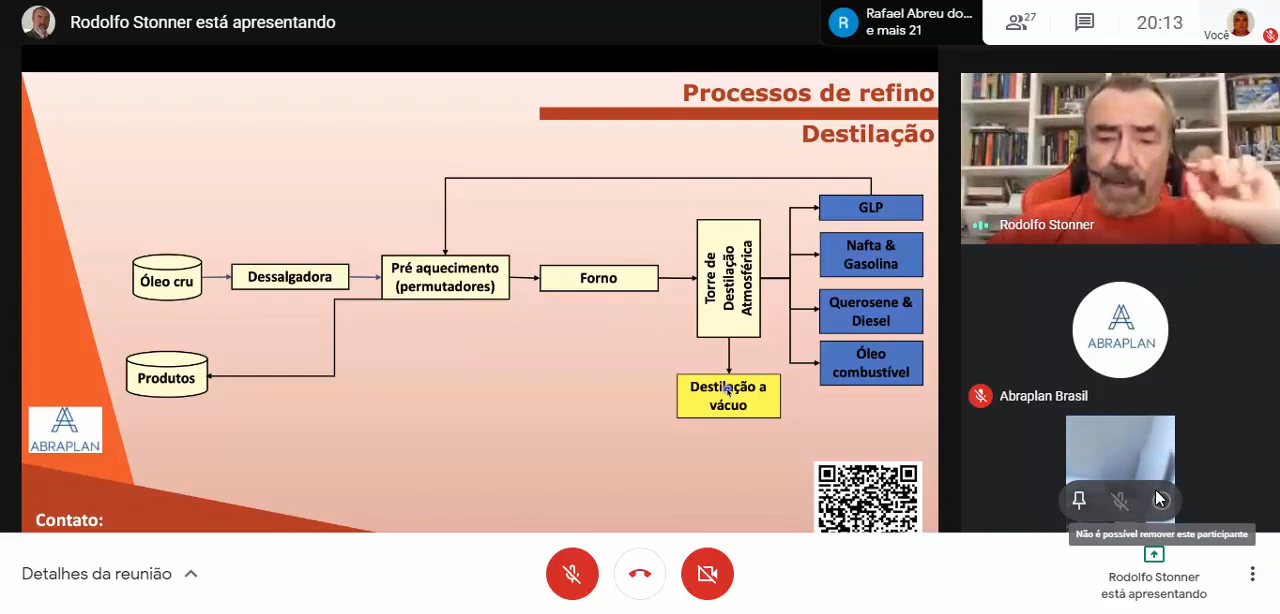 Rodolfo Stonner está apresentando
R
Rafael Abreu do...
e mais 21
27
20:13
Você
Processos de refino
Destilação
GLP
Nafta &
Gasolina
Querosene &
Diesel
Óleo
combustível
Óleo cru
Dessalgadora
Pré aquecimento
(permutadores)
Forno
Torre de
Destilação
Atmosférica
Produtos
Destilação a
vácuo
ABRAPLAN
Contato:
Rodolfo Stonner
ABRAPLAN
Abraplan Brasil
Não é possível remover este participante
Detalhes da reunião
Rodolfo Stonner
está apresentando